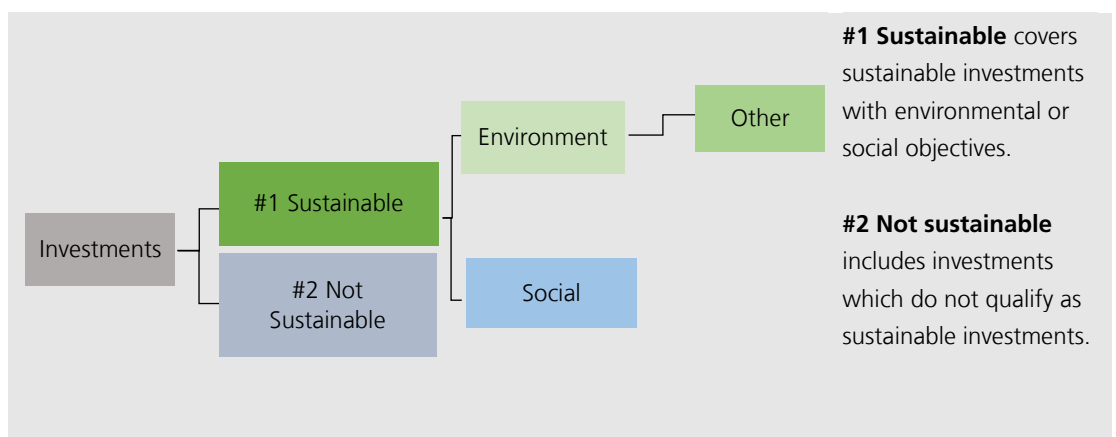 Investments
#1 Sustainable
#2 Not
Sustainable
Environment
Social
Other
#1 Sustainable covers
sustainable investments
with environmental or
social objectives.
#2 Not sustainable
includes investments
which do not qualify as
sustainable investments.